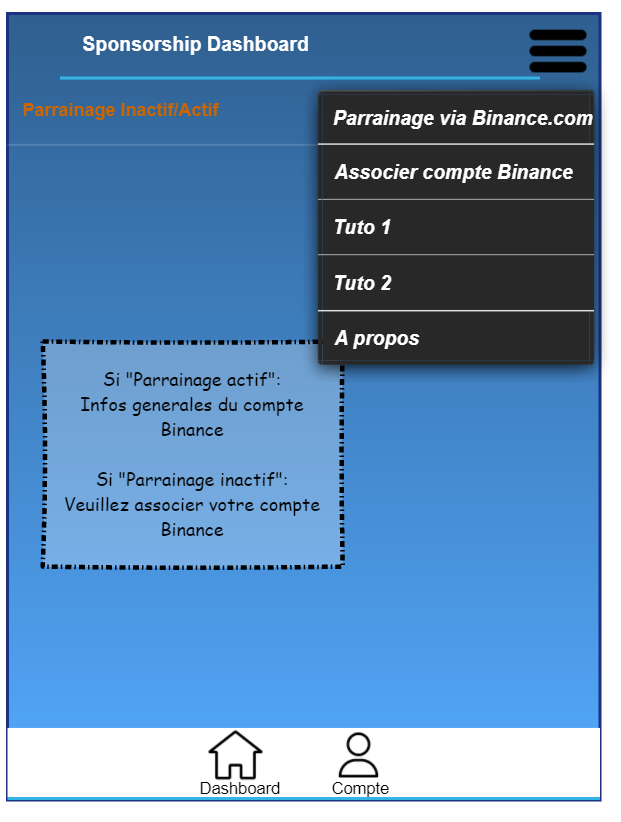 Sponsorship Dashboard
Parrainage Inactif/Actif
Parrainage via Binance.com
Associer compte Binance
Tuto 1
Tuto 2
A propos
Si "Parrainage actif":
Infos generales du compte
Binance
Si "Parrainage inactif":
Veuillez associer votre compte
Binance
Dashboard
Compte